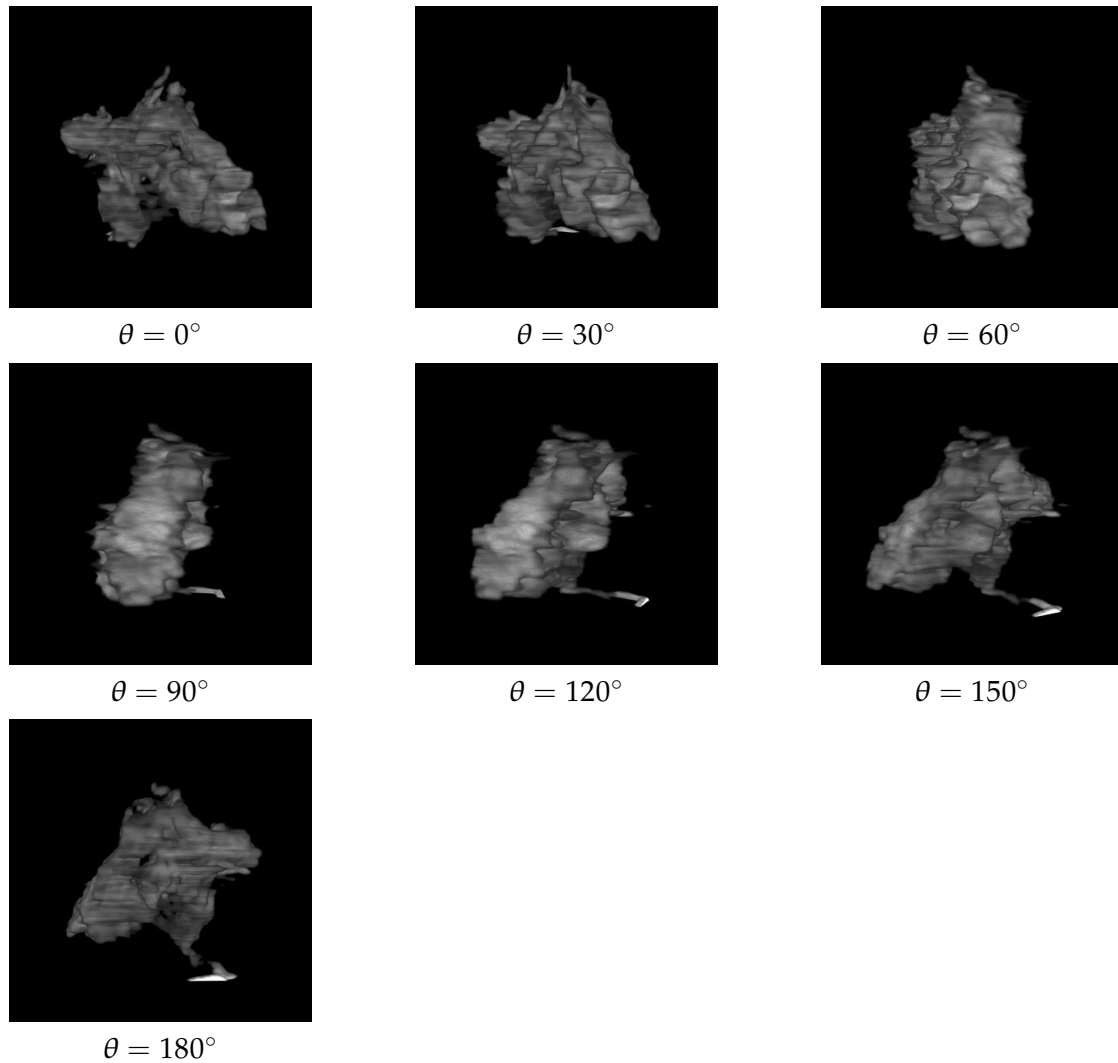 θ = 0° θ = 30° θ = 60°
θ = 90° θ = 120° θ = 150°
θ = 180°